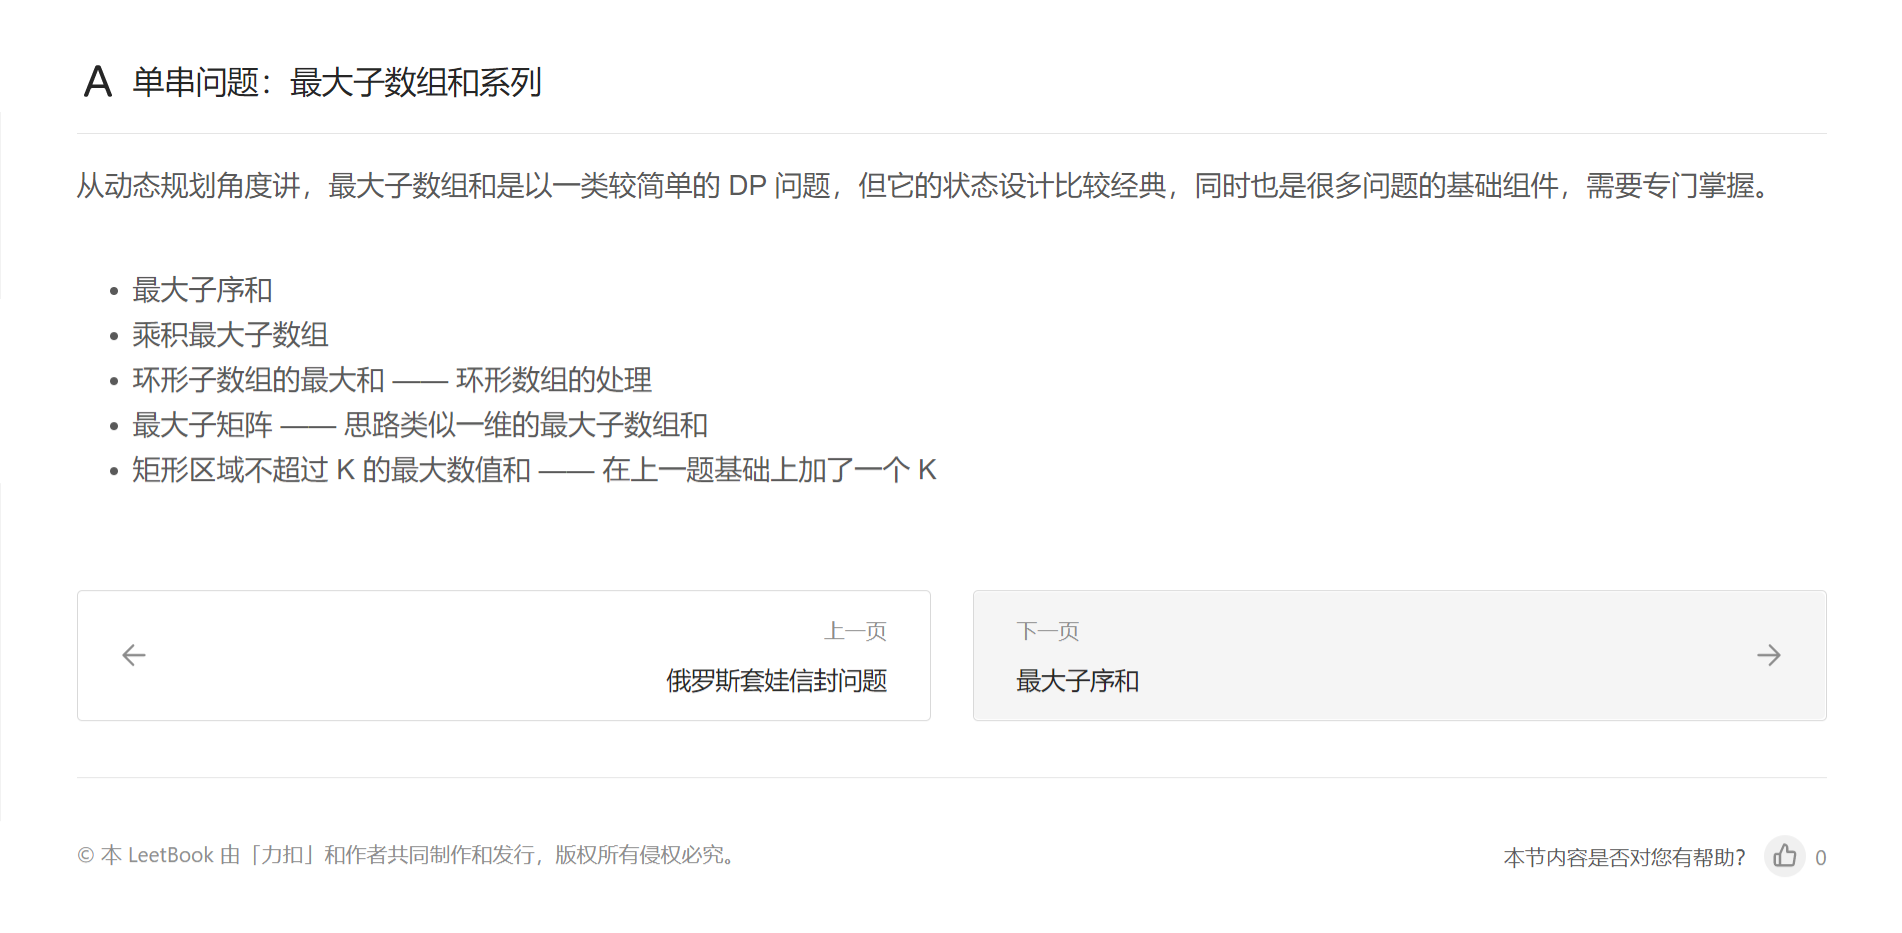 A 单串问题：最大子数组和系列
从动态规划角度讲，最大子数组和是以一类较简单的 DP 问题，但它的状态设计比较经典，同时也是很多问题的基础组件，需要专门掌握。
• 最大子序和
• 乘积最大子数组
• 环形子数组的最大和 —— 环形数组的处理
• 最大子矩阵 —— 思路类似一维的最大子数组和
• 矩形区域不超过 K 的最大数值和 —— 在上一题基础上加了一个 K
上一页
俄罗斯套娃信封问题
下一页
最大子序和
© 本 LeetBook 由「力扣」和作者共同制作和发行，版权所有侵权必究。
本节内容是否对您有帮助？ 0